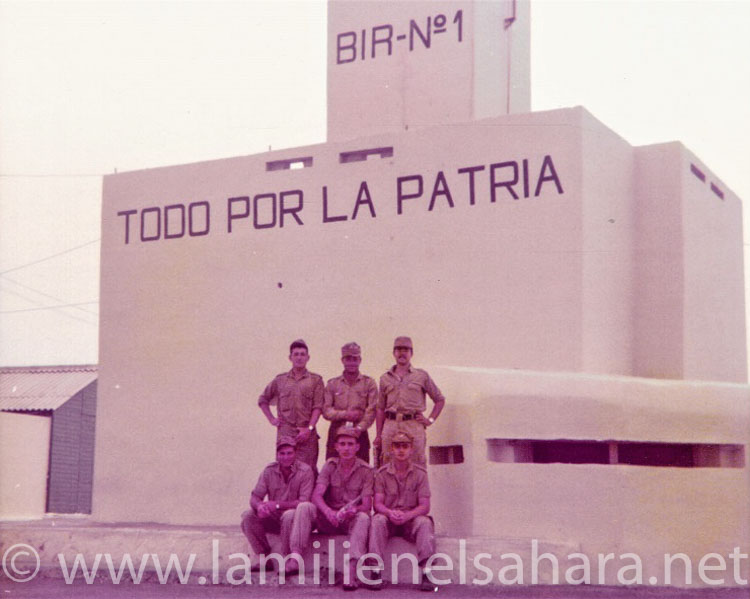 BIR-Nº1
TODO POR LA PATRIA
© www.lamilienelsahara.net